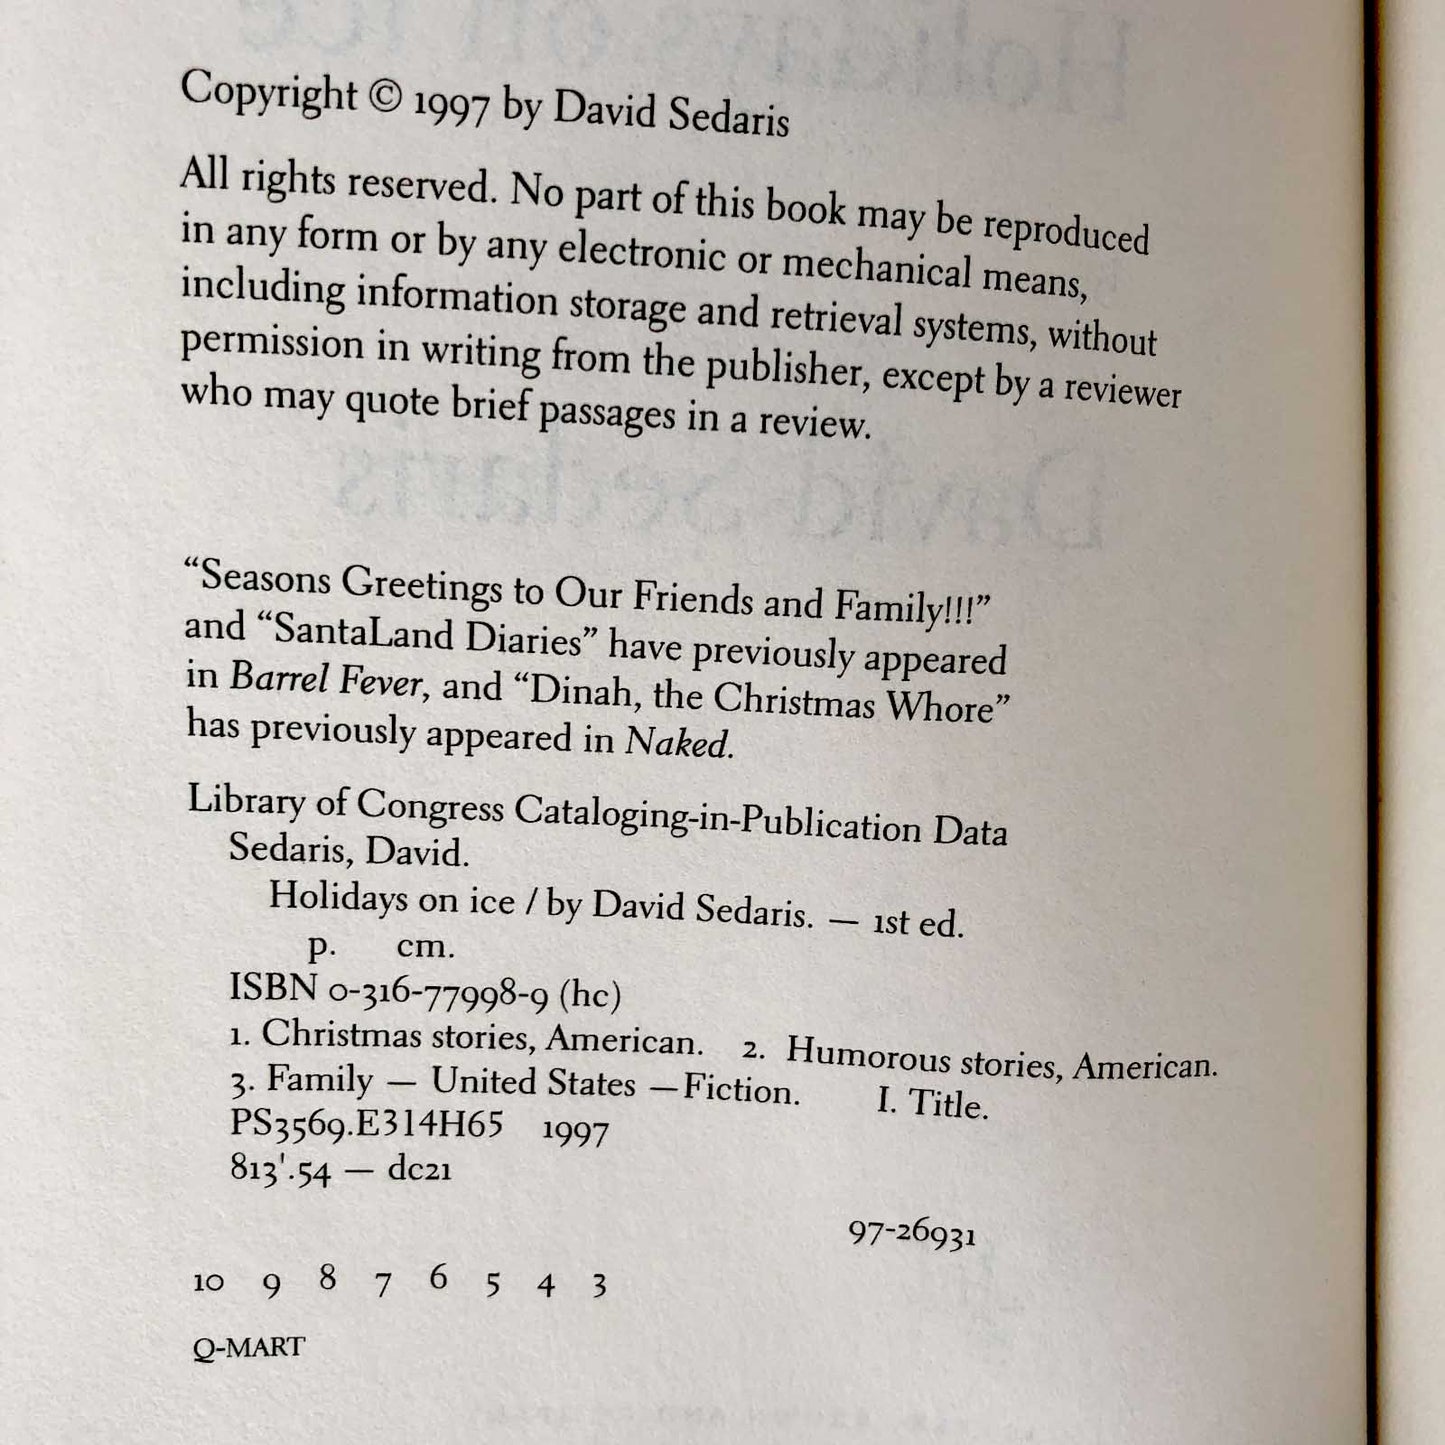 Copyright © 1997 by David Sedaris
All rights reserved. No part of this book may be reproduced
in any form or by any electronic or mechanical means,
including information storage and retrieval systems, without
permission in writing from the publisher, except by a reviewer
who may quote brief passages in a review.
“Seasons Greetings to Our Friends and Family!!!”
and “SantaLand Diaries” have previously appeared
in Barrel Fever, and “Dinah, the Christmas Whore”
has previously appeared in Naked.
Library of Congress Cataloging-in-Publication Data
Sedaris, David.
Holidays on ice / by David Sedaris. — 1st ed.
p. cm.
ISBN 0-316-77998-9 (hc)
1. Christmas stories, American. 2. Humorous stories, American.
3. Family — United States —Fiction. I. Title.
PS3569.E314H65 1997
813'.54 — dc21
97-26931
10 9 8 7 6 5 4 3
Q-MART